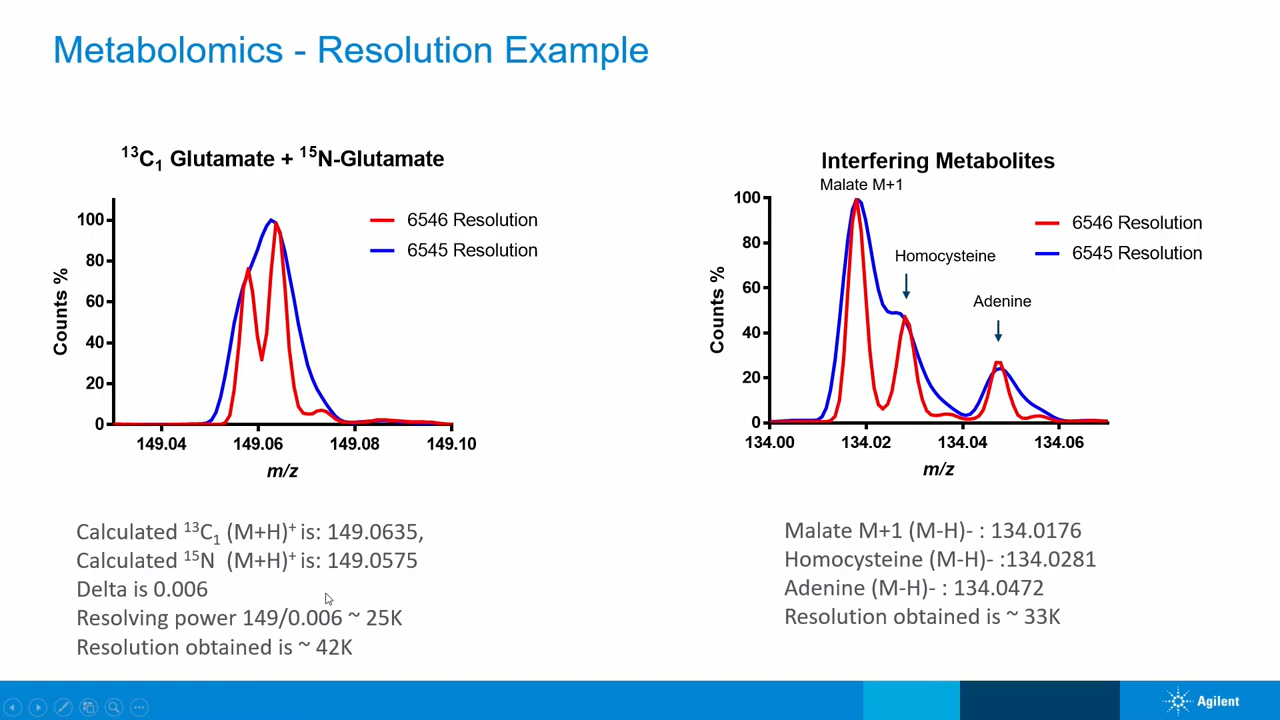 Metabolomics - Resolution Example
¹³C₁ Glutamate + ¹⁵N-Glutamate
6546 Resolution
6545 Resolution
Counts %
100
80
60
40
20
0
149.04
149.06
149.08
149.10
m/z
Calculated ¹³C₁ (M+H)⁺ is: 149.0635,
Calculated ¹⁵N (M+H)⁺ is: 149.0575
Delta is 0.006
Resolving power 149/0.006 ~ 25K
Resolution obtained is ~ 42K
Interfering Metabolites
Malate M+1
6546 Resolution
6545 Resolution
Homocysteine
Adenine
Counts %
100
80
60
40
20
0
134.00
134.02
134.04
134.06
m/z
Malate M+1 (M-H)- : 134.0176
Homocysteine (M-H)- :134.0281
Adenine (M-H)- : 134.0472
Resolution obtained is ~ 33K
Agilent